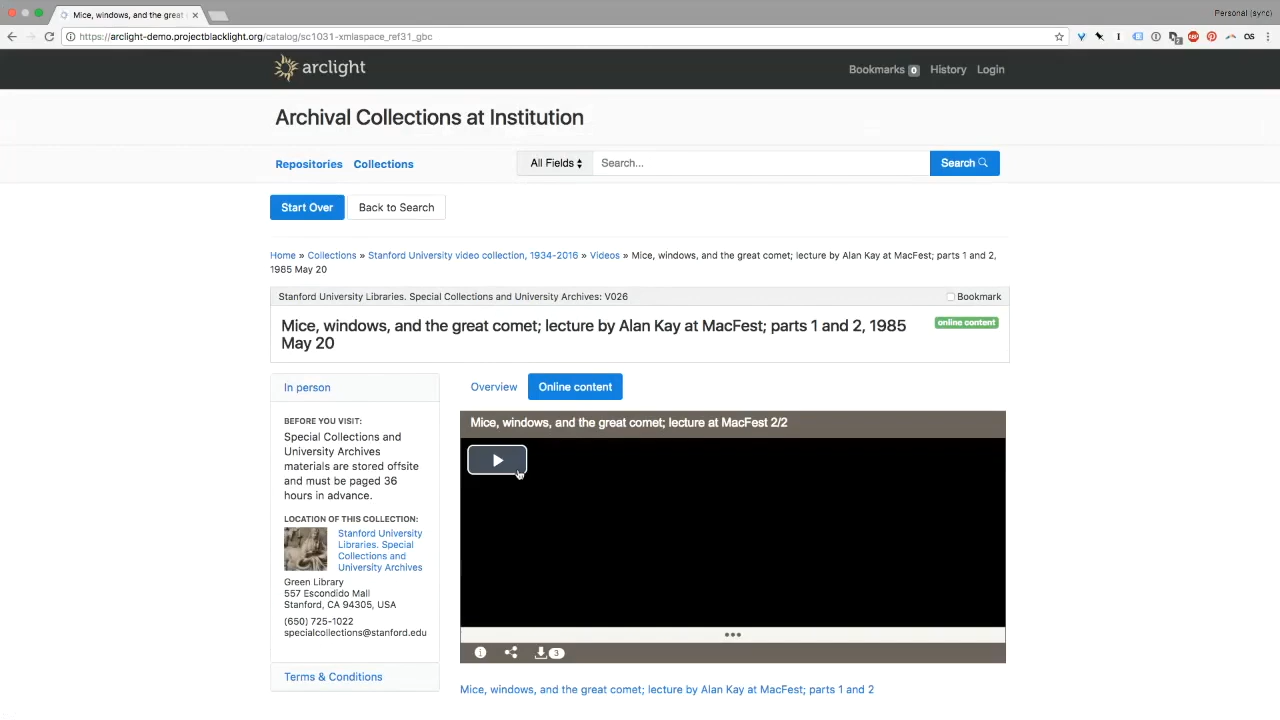 Mice, windows, and the great
Personal (sync)
https://arclight-demo.projectblacklight.org/catalog/sc1031-xmlaspace_ref31_gbc
arclight
Bookmarks 0 History Login
Archival Collections at Institution
Repositories Collections
All Fields Search... Search
Start Over Back to Search
Home » Collections » Stanford University video collection, 1934-2016 » Videos » Mice, windows, and the great comet; lecture by Alan Kay at MacFest; parts 1 and 2,
1985 May 20
Stanford University Libraries. Special Collections and University Archives: V026 Bookmark
Mice, windows, and the great comet; lecture by Alan Kay at MacFest; parts 1 and 2, 1985
May 20
online content
In person
BEFORE YOU VISIT:
Special Collections and
University Archives
materials are stored offsite
and must be paged 36
hours in advance.
LOCATION OF THIS COLLECTION:
Stanford University
Libraries. Special
Collections and
University Archives
Green Library
557 Escondido Mall
Stanford, CA 94305, USA
(650) 725-1022
specialcollections@stanford.edu
Terms & Conditions
Overview Online content
Mice, windows, and the great comet; lecture at MacFest 2/2
3
Mice, windows, and the great comet; lecture by Alan Kay at MacFest; parts 1 and 2